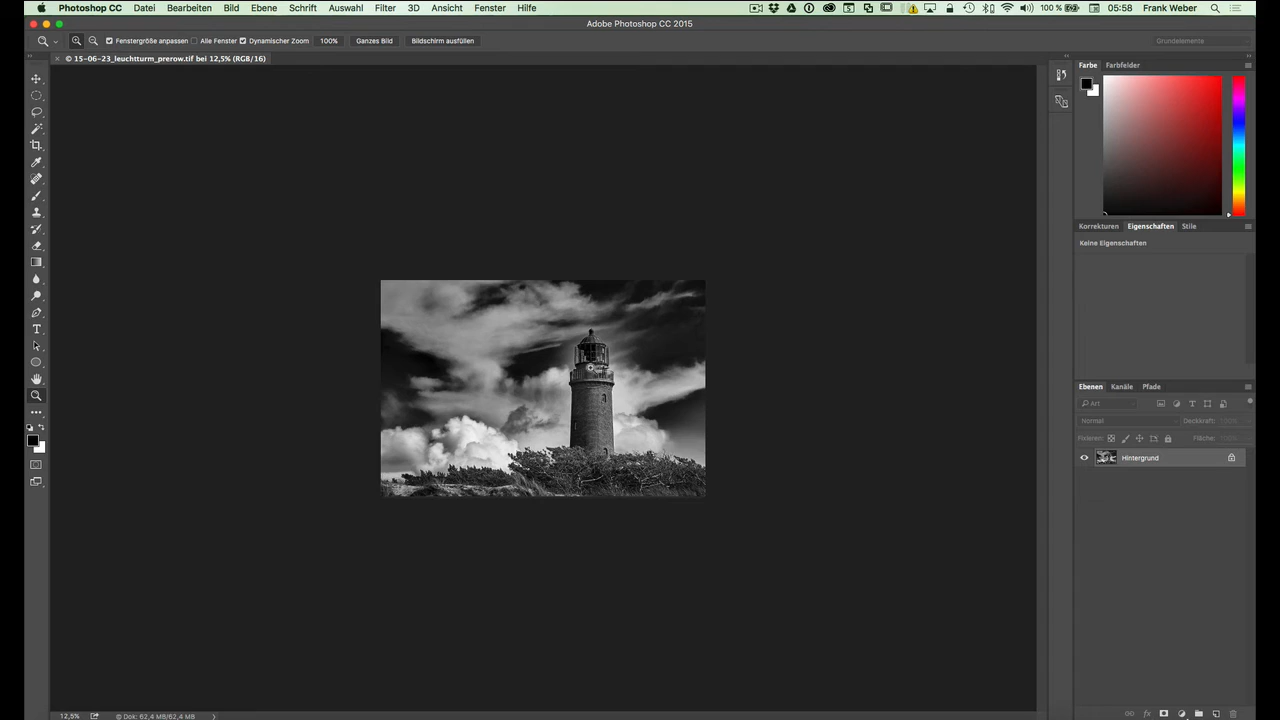 Photoshop CC Datei Bearbeiten Bild Ebene Schrift Auswahl Filter 3D Ansicht Fenster Hilfe 100 % 05:58 Frank Weber
Adobe Photoshop CC 2015
Fenstergröße anpassen Alle Fenster Dynamischer Zoom 100% Ganzes Bild Bildschirm ausfüllen Grundelemente
© 15-06-23_leuchtturm_prerow.tif bei 12,5% (RGB/16)
Farbe Farbfelder
Korrekturen Eigenschaften Stile
Keine Eigenschaften
Ebenen Kanäle Pfade
Art
Normal Deckkraft: 100%
Fixieren: Fläche: 100%
Hintergrund
12,5% © Dok: 62,4 MB/62,4 MB